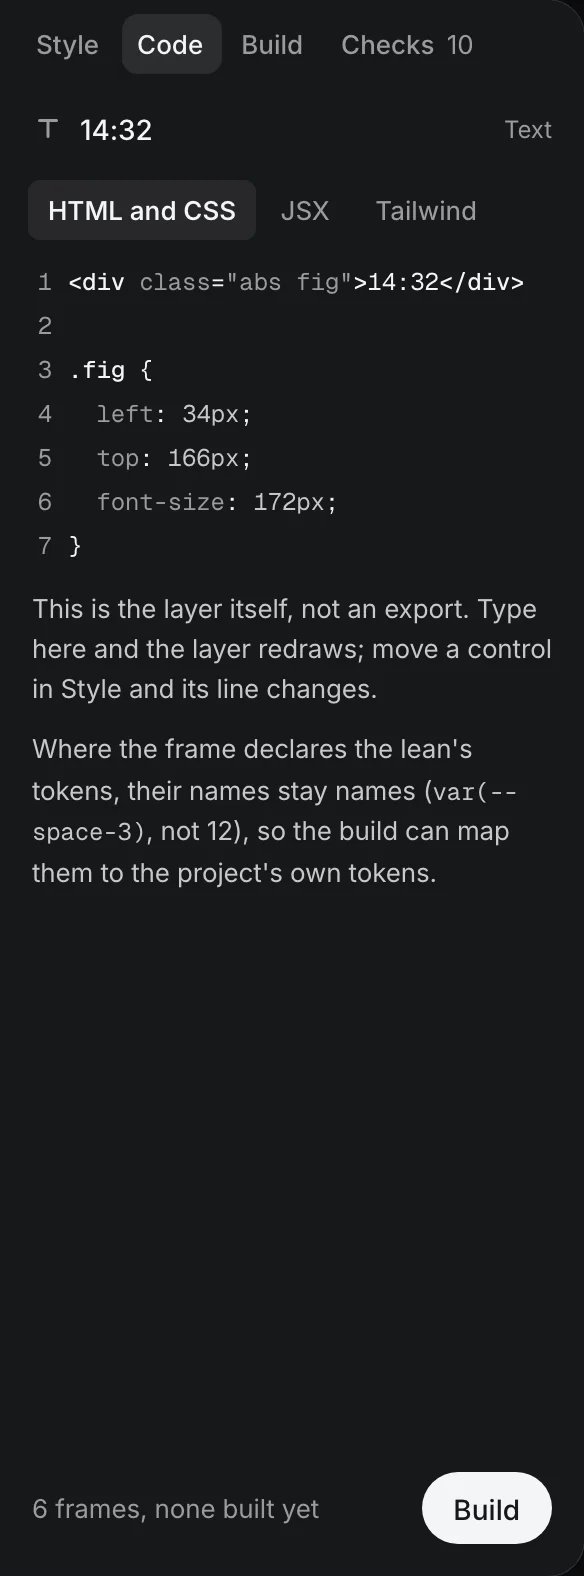 Style Code Build Checks 10
T 14:32 Text
HTML and CSS JSX Tailwind
1 <div class="abs fig">14:32</div>
2
3 .fig {
4   left: 34px;
5   top: 166px;
6   font-size: 172px;
7 }
This is the layer itself, not an export. Type
here and the layer redraws; move a control
in Style and its line changes.
Where the frame declares the lean's
tokens, their names stay names (var(--
space-3), not 12), so the build can map
them to the project's own tokens.
6 frames, none built yet Build